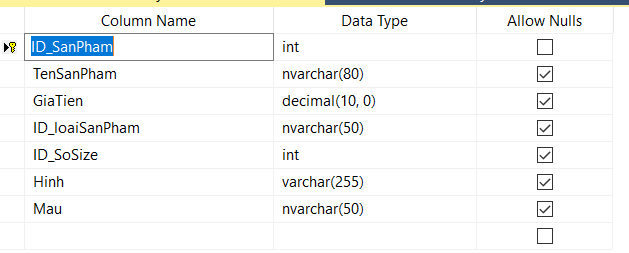 Column Name Data Type Allow Nulls
ID_SanPham int
TenSanPham nvarchar(80)
GiaTien decimal(10, 0)
ID_loaiSanPham nvarchar(50)
ID_SoSize int
Hinh varchar(255)
Mau nvarchar(50)